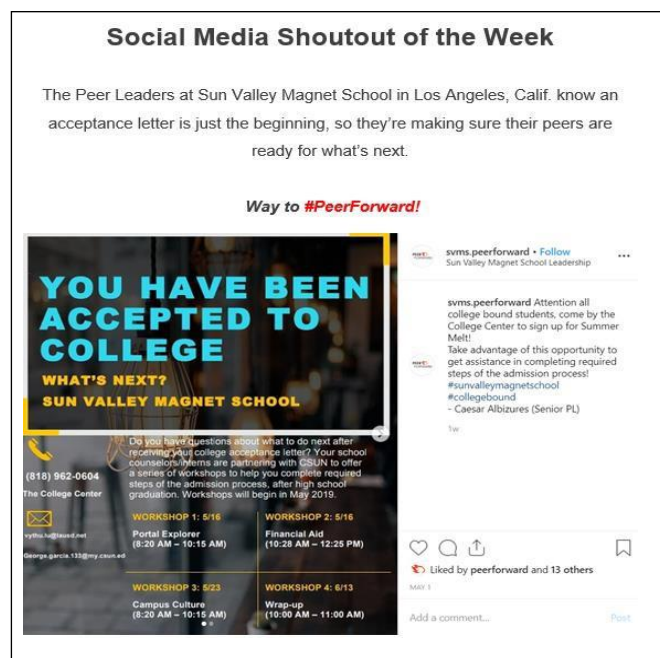 Social Media Shoutout of the Week
The Peer Leaders at Sun Valley Magnet School in Los Angeles, Calif. know an
acceptance letter is just the beginning, so they're making sure their peers are
ready for what's next.
Way to #PeerForward!
YOU HAVE BEEN
ACCEPTED TO
COLLEGE
WHAT'S NEXT?
SUN VALLEY MAGNET SCHOOL
(818) 962-0604
The College Center
vythu.lu@lausd.net
George.garcia.133@my.csun.ed
Do you have questions about what to do next after
receiving your college acceptance letter? Your school
counselors/interns are partnering with CSUN to offer
a series of workshops to help you complete required
steps of the admission process, after high school
graduation. Workshops will begin in May 2019.
WORKSHOP 1: 5/16
Portal Explorer
(8:20 AM – 10:15 AM)
WORKSHOP 2: 5/16
Financial Aid
(10:28 AM – 12:25 PM)
WORKSHOP 3: 5/23
Campus Culture
(8:20 AM - 10:15 AM)
WORKSHOP 4: 6/13
Wrap-up
(10:00 AM – 11:00 AM)
svms.peerforward • Follow
Sun Valley Magnet School Leadership
svms.peerforward Attention all
college bound students, come by the
College Center to sign up for Summer
Melt!
Take advantage of this opportunity to
get assistance in completing required
steps of the admission process!
#sunvalleymagnetschool
#collegebound
- Caesar Albizures (Senior PL)
1w
Liked by peerforward and 13 others
MAY 1
Add a comment...
Post